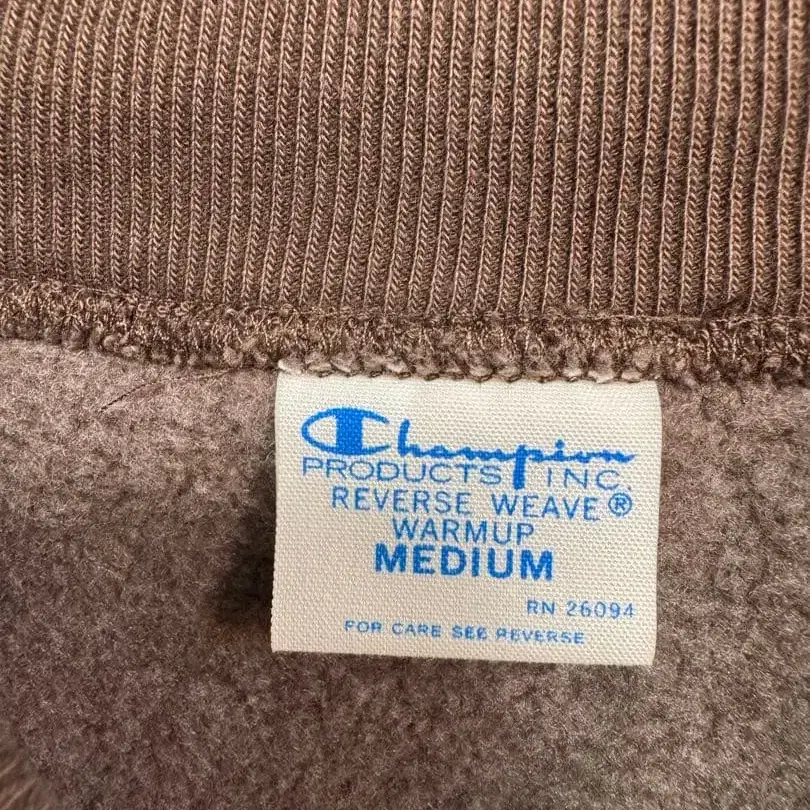 Champion
PRODUCTS INC.
REVERSE WEAVE®
WARMUP
MEDIUM
RN 26094
FOR CARE SEE REVERSE